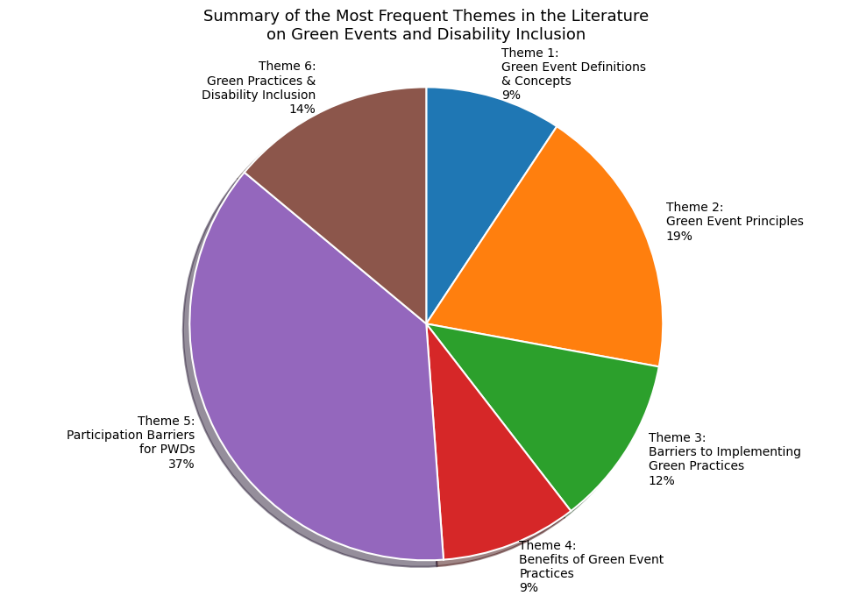 Summary of the Most Frequent Themes in the Literature
on Green Events and Disability Inclusion
Theme 1:
Green Event Definitions
& Concepts
9%
Theme 2:
Green Event Principles
19%
Theme 3:
Barriers to Implementing
Green Practices
12%
Theme 4:
Benefits of Green Event
Practices
9%
Theme 5:
Participation Barriers
for PWDs
37%
Theme 6:
Green Practices &
Disability Inclusion
14%